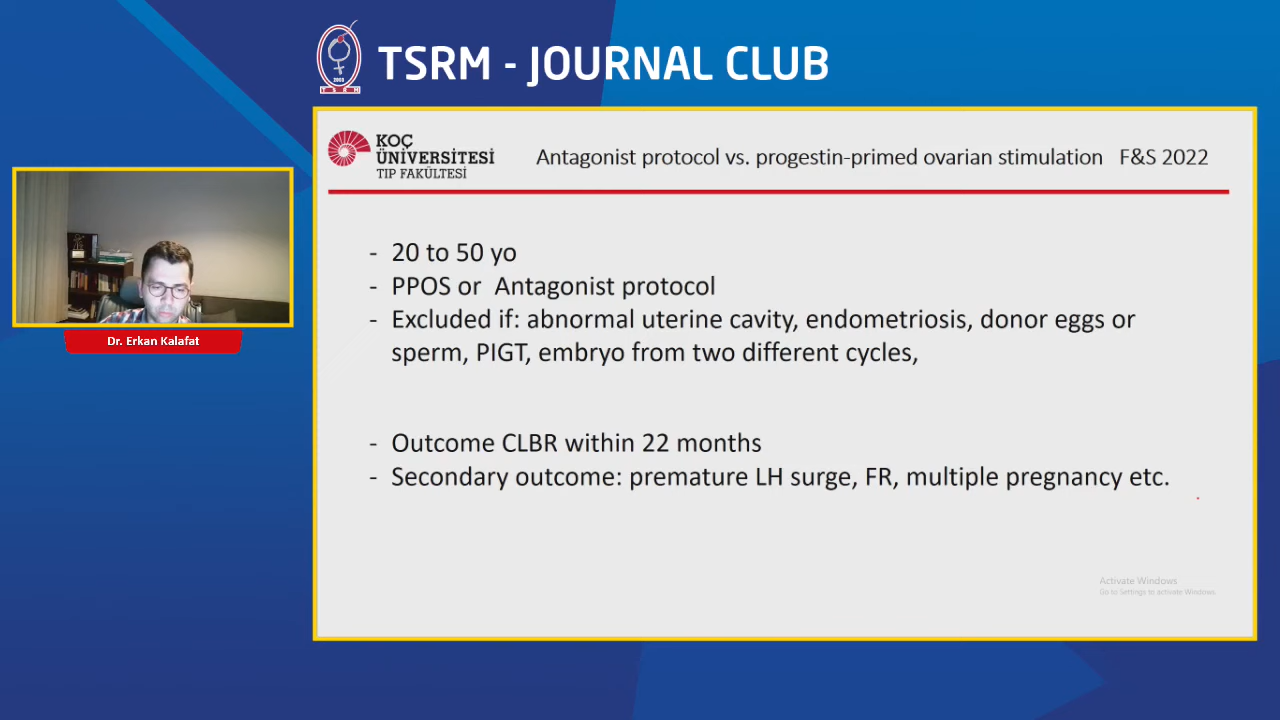 TSRM - JOURNAL CLUB
2003
T S R M
KOÇ
ÜNİVERSİTESİ
TIP FAKÜLTESİ
Antagonist protocol vs. progestin-primed ovarian stimulation F&S 2022
- 20 to 50 yo
- PPOS or Antagonist protocol
- Excluded if: abnormal uterine cavity, endometriosis, donor eggs or
sperm, PIGT, embryo from two different cycles,
- Outcome CLBR within 22 months
- Secondary outcome: premature LH surge, FR, multiple pregnancy etc.
Dr. Erkan Kalafat
Activate Windows
Go to Settings to activate Windows.